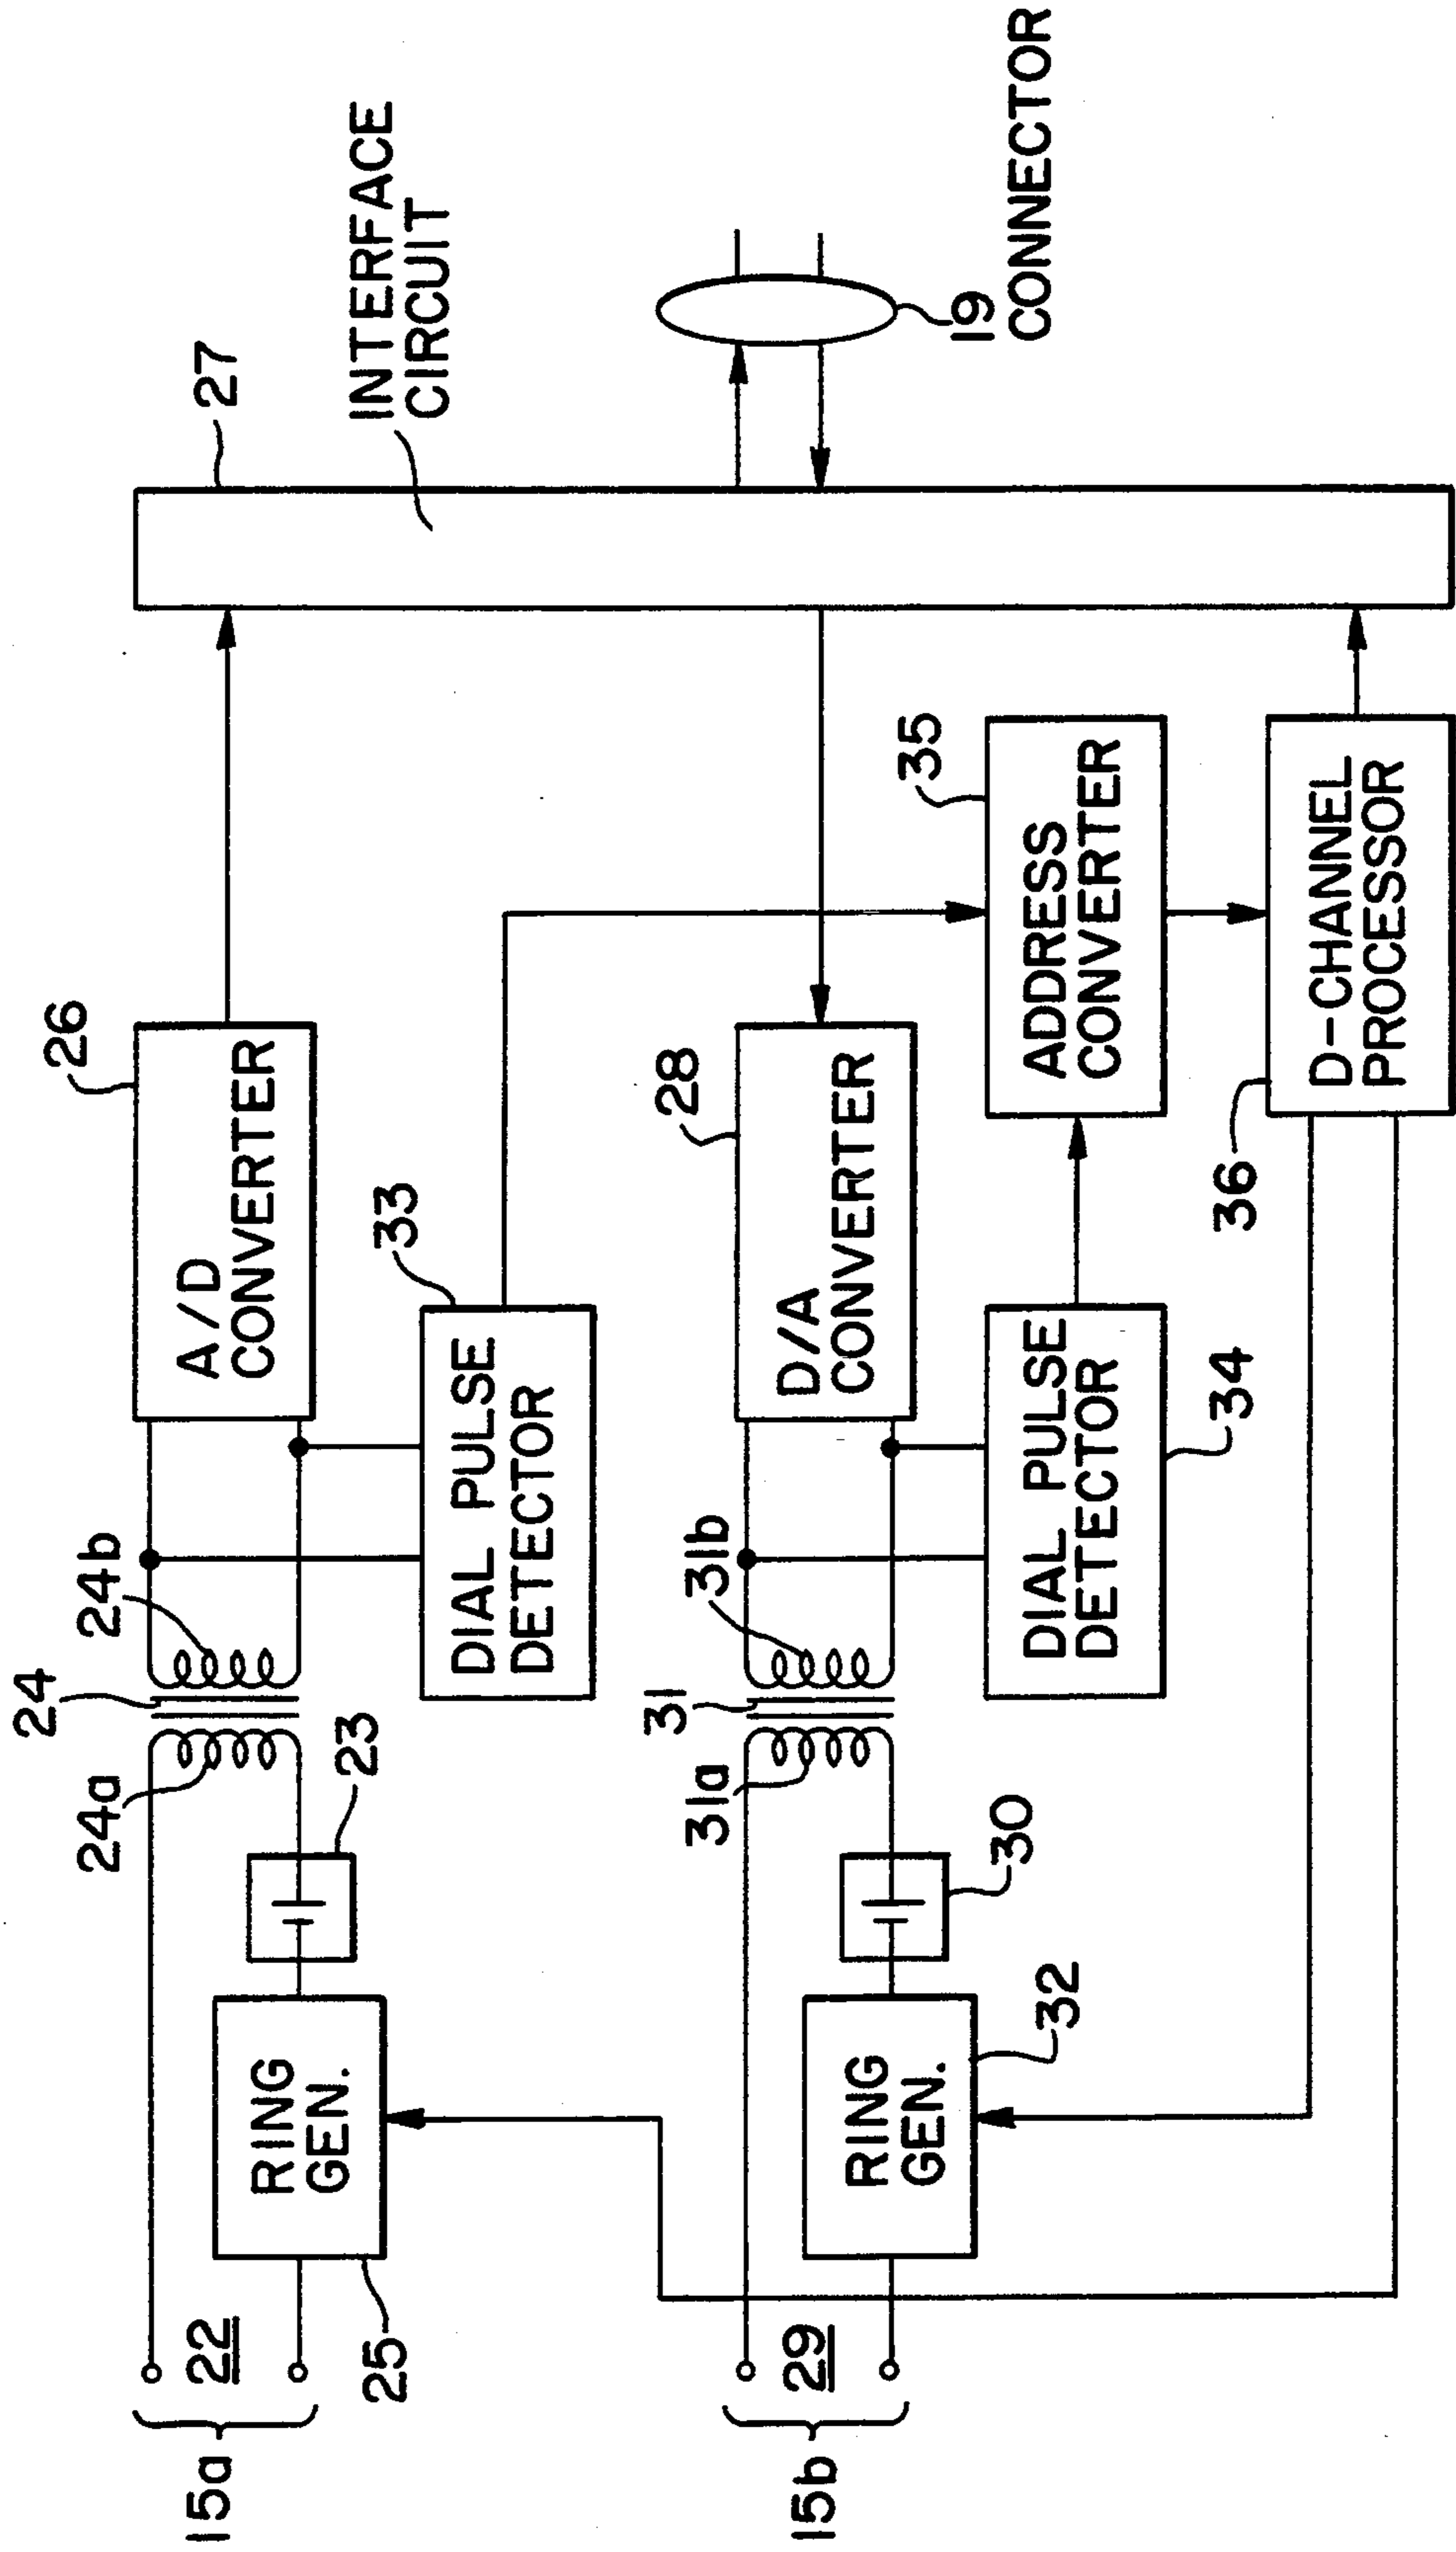 15a
22
25
RING
GEN.
23
24a
24
24b
26
A/D
CONVERTER
33
DIAL PULSE
DETECTOR
27
INTERFACE
CIRCUIT
19
CONNECTOR
15b
29
RING
GEN.
32
30
31a
31
31b
28
D/A
CONVERTER
34
DIAL PULSE
DETECTOR
35
ADDRESS
CONVERTER
36
D-CHANNEL
PROCESSOR